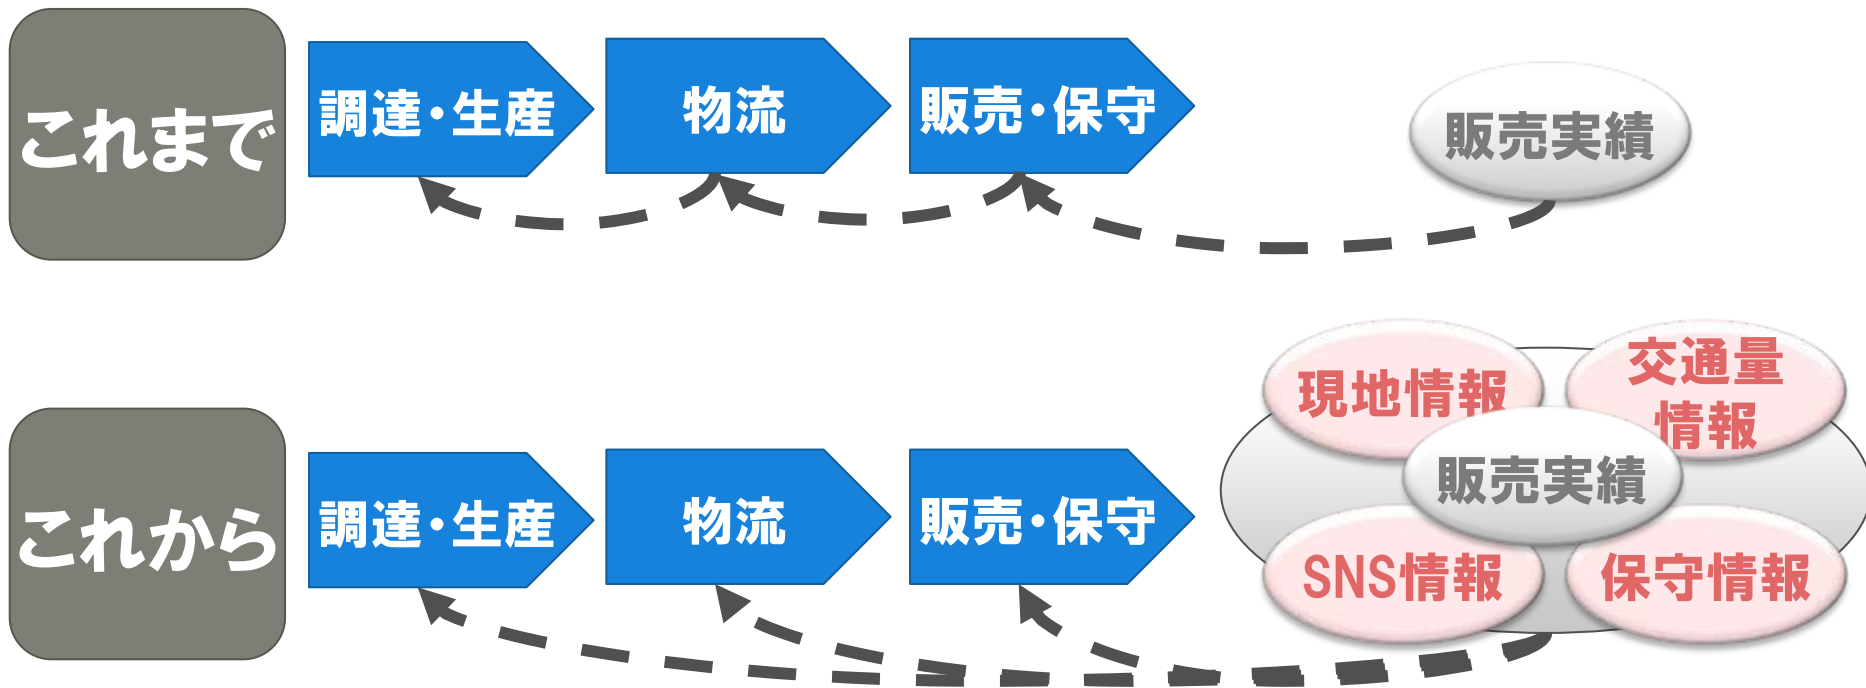 これまで
調達・生産
物流
販売・保守
販売実績
これから
調達・生産
物流
販売・保守
現地情報
交通量
情報
販売実績
SNS情報
保守情報